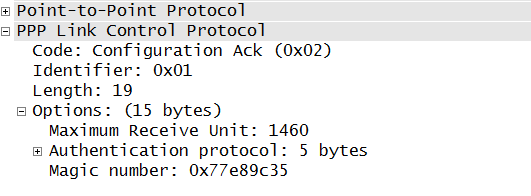 Point-to-Point Protocol
PPP Link Control Protocol
Code: Configuration Ack (0x02)
Identifier: 0x01
Length: 19
Options: (15 bytes)
Maximum Receive Unit: 1460
Authentication protocol: 5 bytes
Magic number: 0x77e89c35